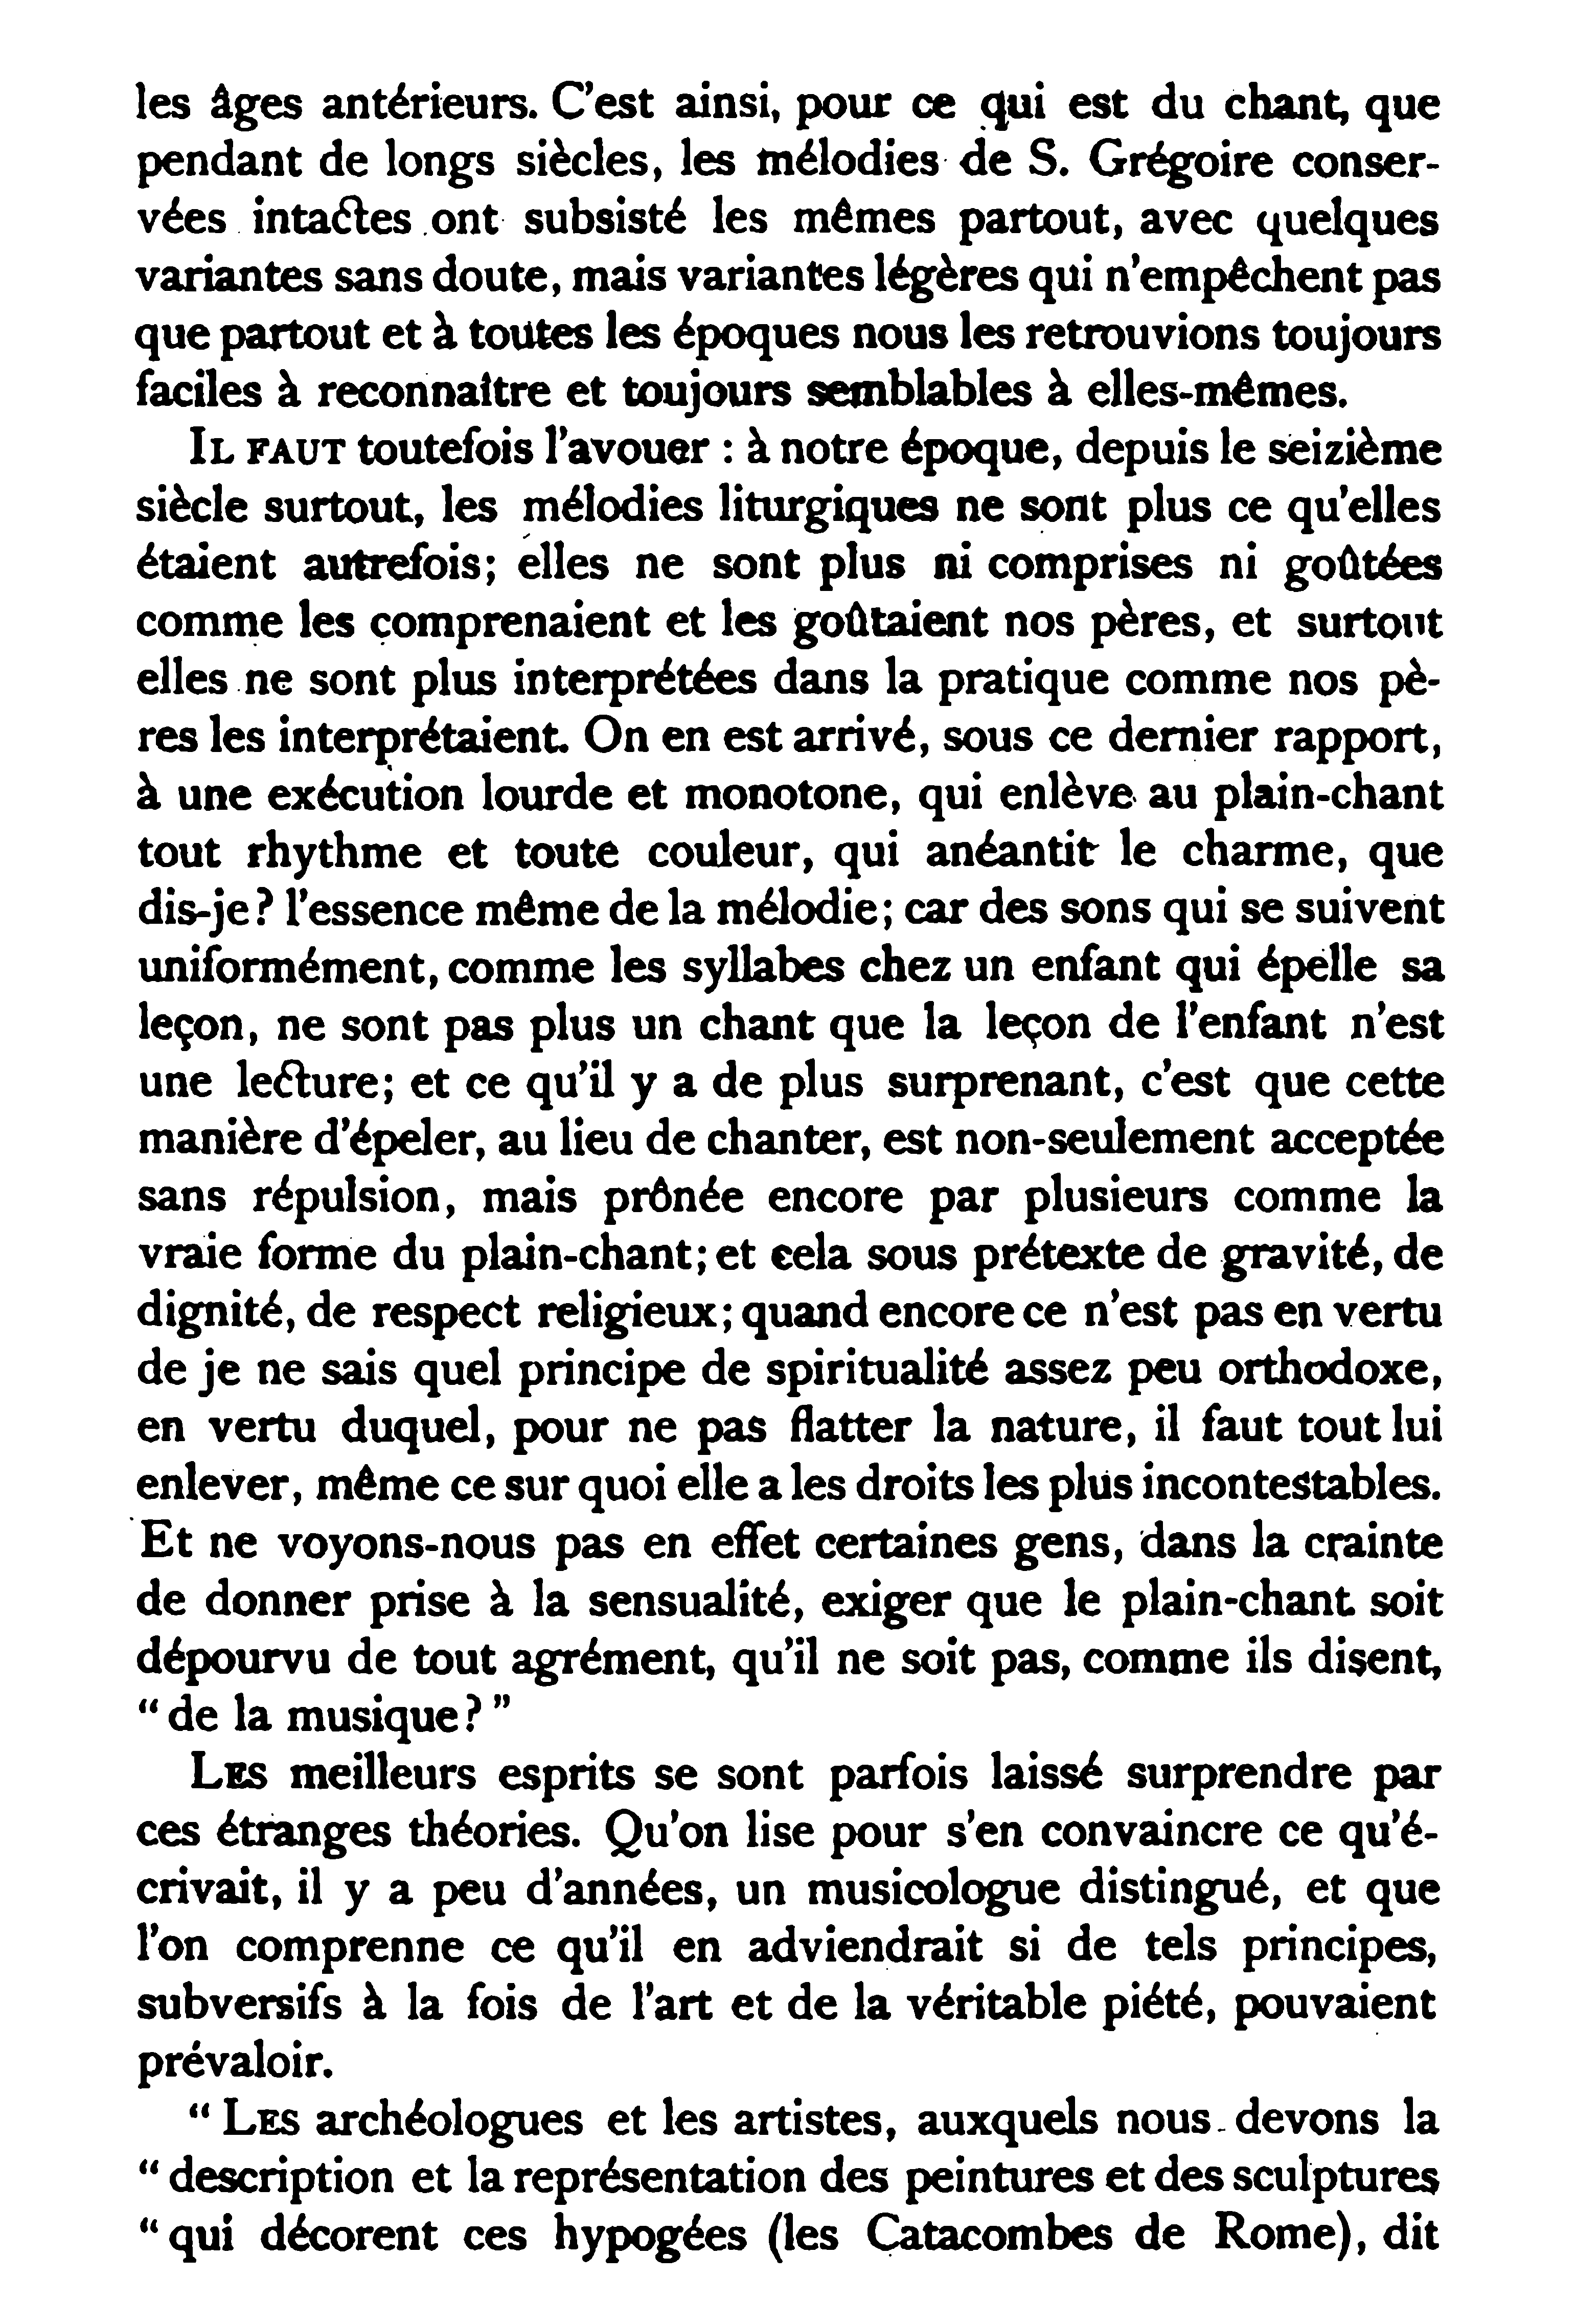 les âges antérieurs. C'est ainsi, pour ce qui est du chant, que
pendant de longs siècles, les mélodies de S. Grégoire conser-
vées intactes ont subsisté les mêmes partout, avec quelques
variantes sans doute, mais variantes légères qui n'empêchent pas
que partout et à toutes les époques nous les retrouvions toujours
faciles à reconnaître et toujours semblables à elles-mêmes.
IL FAUT toutefois l'avouer : à notre époque, depuis le seizième
siècle surtout, les mélodies liturgiques ne sont plus ce qu'elles
étaient autrefois; elles ne sont plus ni comprises ni goûtées
comme les comprenaient et les goûtaient nos pères, et surtout
elles ne sont plus interprétées dans la pratique comme nos pè-
res les interprétaient. On en est arrivé, sous ce dernier rapport,
à une exécution lourde et monotone, qui enlève au plain-chant
tout rhythme et toute couleur, qui anéantit le charme, que
dis-je? l'essence même de la mélodie; car des sons qui se suivent
uniformément, comme les syllabes chez un enfant qui épelle sa
leçon, ne sont pas plus un chant que la leçon de l'enfant n'est
une lecture; et ce qu'il y a de plus surprenant, c'est que cette
manière d'épeler, au lieu de chanter, est non-seulement acceptée
sans répulsion, mais prônée encore par plusieurs comme la
vraie forme du plain-chant; et cela sous prétexte de gravité, de
dignité, de respect religieux; quand encore ce n'est pas en vertu
de je ne sais quel principe de spiritualité assez peu orthodoxe,
en vertu duquel, pour ne pas flatter la nature, il faut tout lui
enlever, même ce sur quoi elle a les droits les plus incontestables.
Et ne voyons-nous pas en effet certaines gens, dans la crainte
de donner prise à la sensualité, exiger que le plain-chant soit
dépourvu de tout agrément, qu'il ne soit pas, comme ils disent,
“ de la musique? ”
LES meilleurs esprits se sont parfois laissé surprendre par
ces étranges théories. Qu'on lise pour s'en convaincre ce qu'é-
crivait, il y a peu d'années, un musicologue distingué, et que
l'on comprenne ce qu'il en adviendrait si de tels principes,
subversifs à la fois de l'art et de la véritable piété, pouvaient
prévaloir.
“ LES archéologues et les artistes, auxquels nous devons la
“ description et la représentation des peintures et des sculptures
“ qui décorent ces hypogées (les Catacombes de Rome), dit